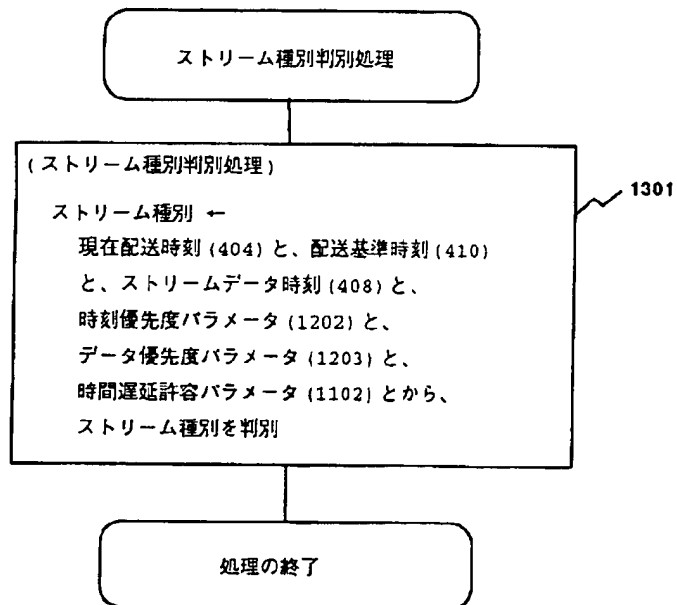 ストリーム種別判別処理
(ストリーム種別判別処理)
1301
ストリーム種別 ←
現在配送時刻(404)と、配送基準時刻(410)
と、ストリームデータ時刻(408)と、
時刻優先度パラメータ(1202)と、
データ優先度パラメータ(1203)と、
時間遅延許容パラメータ(1102)とから、
ストリーム種別を判別
処理の終了